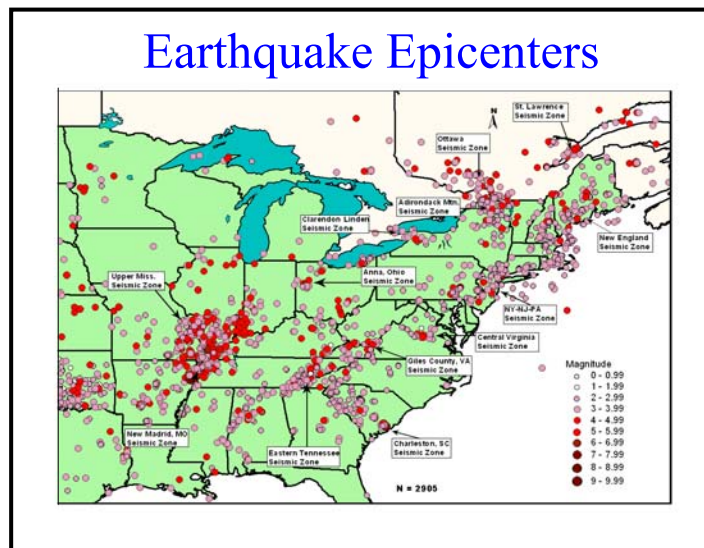 Earthquake Epicenters
N
St. Lawrence
Seismic Zone
Ottawa
Seismic Zone
Adirondack Mtn.
Seismic Zone
Clarendon Linden
Seismic Zone
New England
Seismic Zone
Upper Miss.
Seismic Zone
Anna, Ohio
Seismic Zone
NY-NJ-PA
Seismic Zone
Central Virginia
Seismic Zone
Giles County, VA
Seismic Zone
New Madrid, MO
Seismic Zone
Eastern Tennessee
Seismic Zone
Charleston, SC
Seismic Zone
Magnitude
0 - 0.99
1 - 1.99
2 - 2.99
3 - 3.99
4 - 4.99
5 - 5.99
6 - 6.99
7 - 7.99
8 - 8.99
9 - 9.99
N = 2905